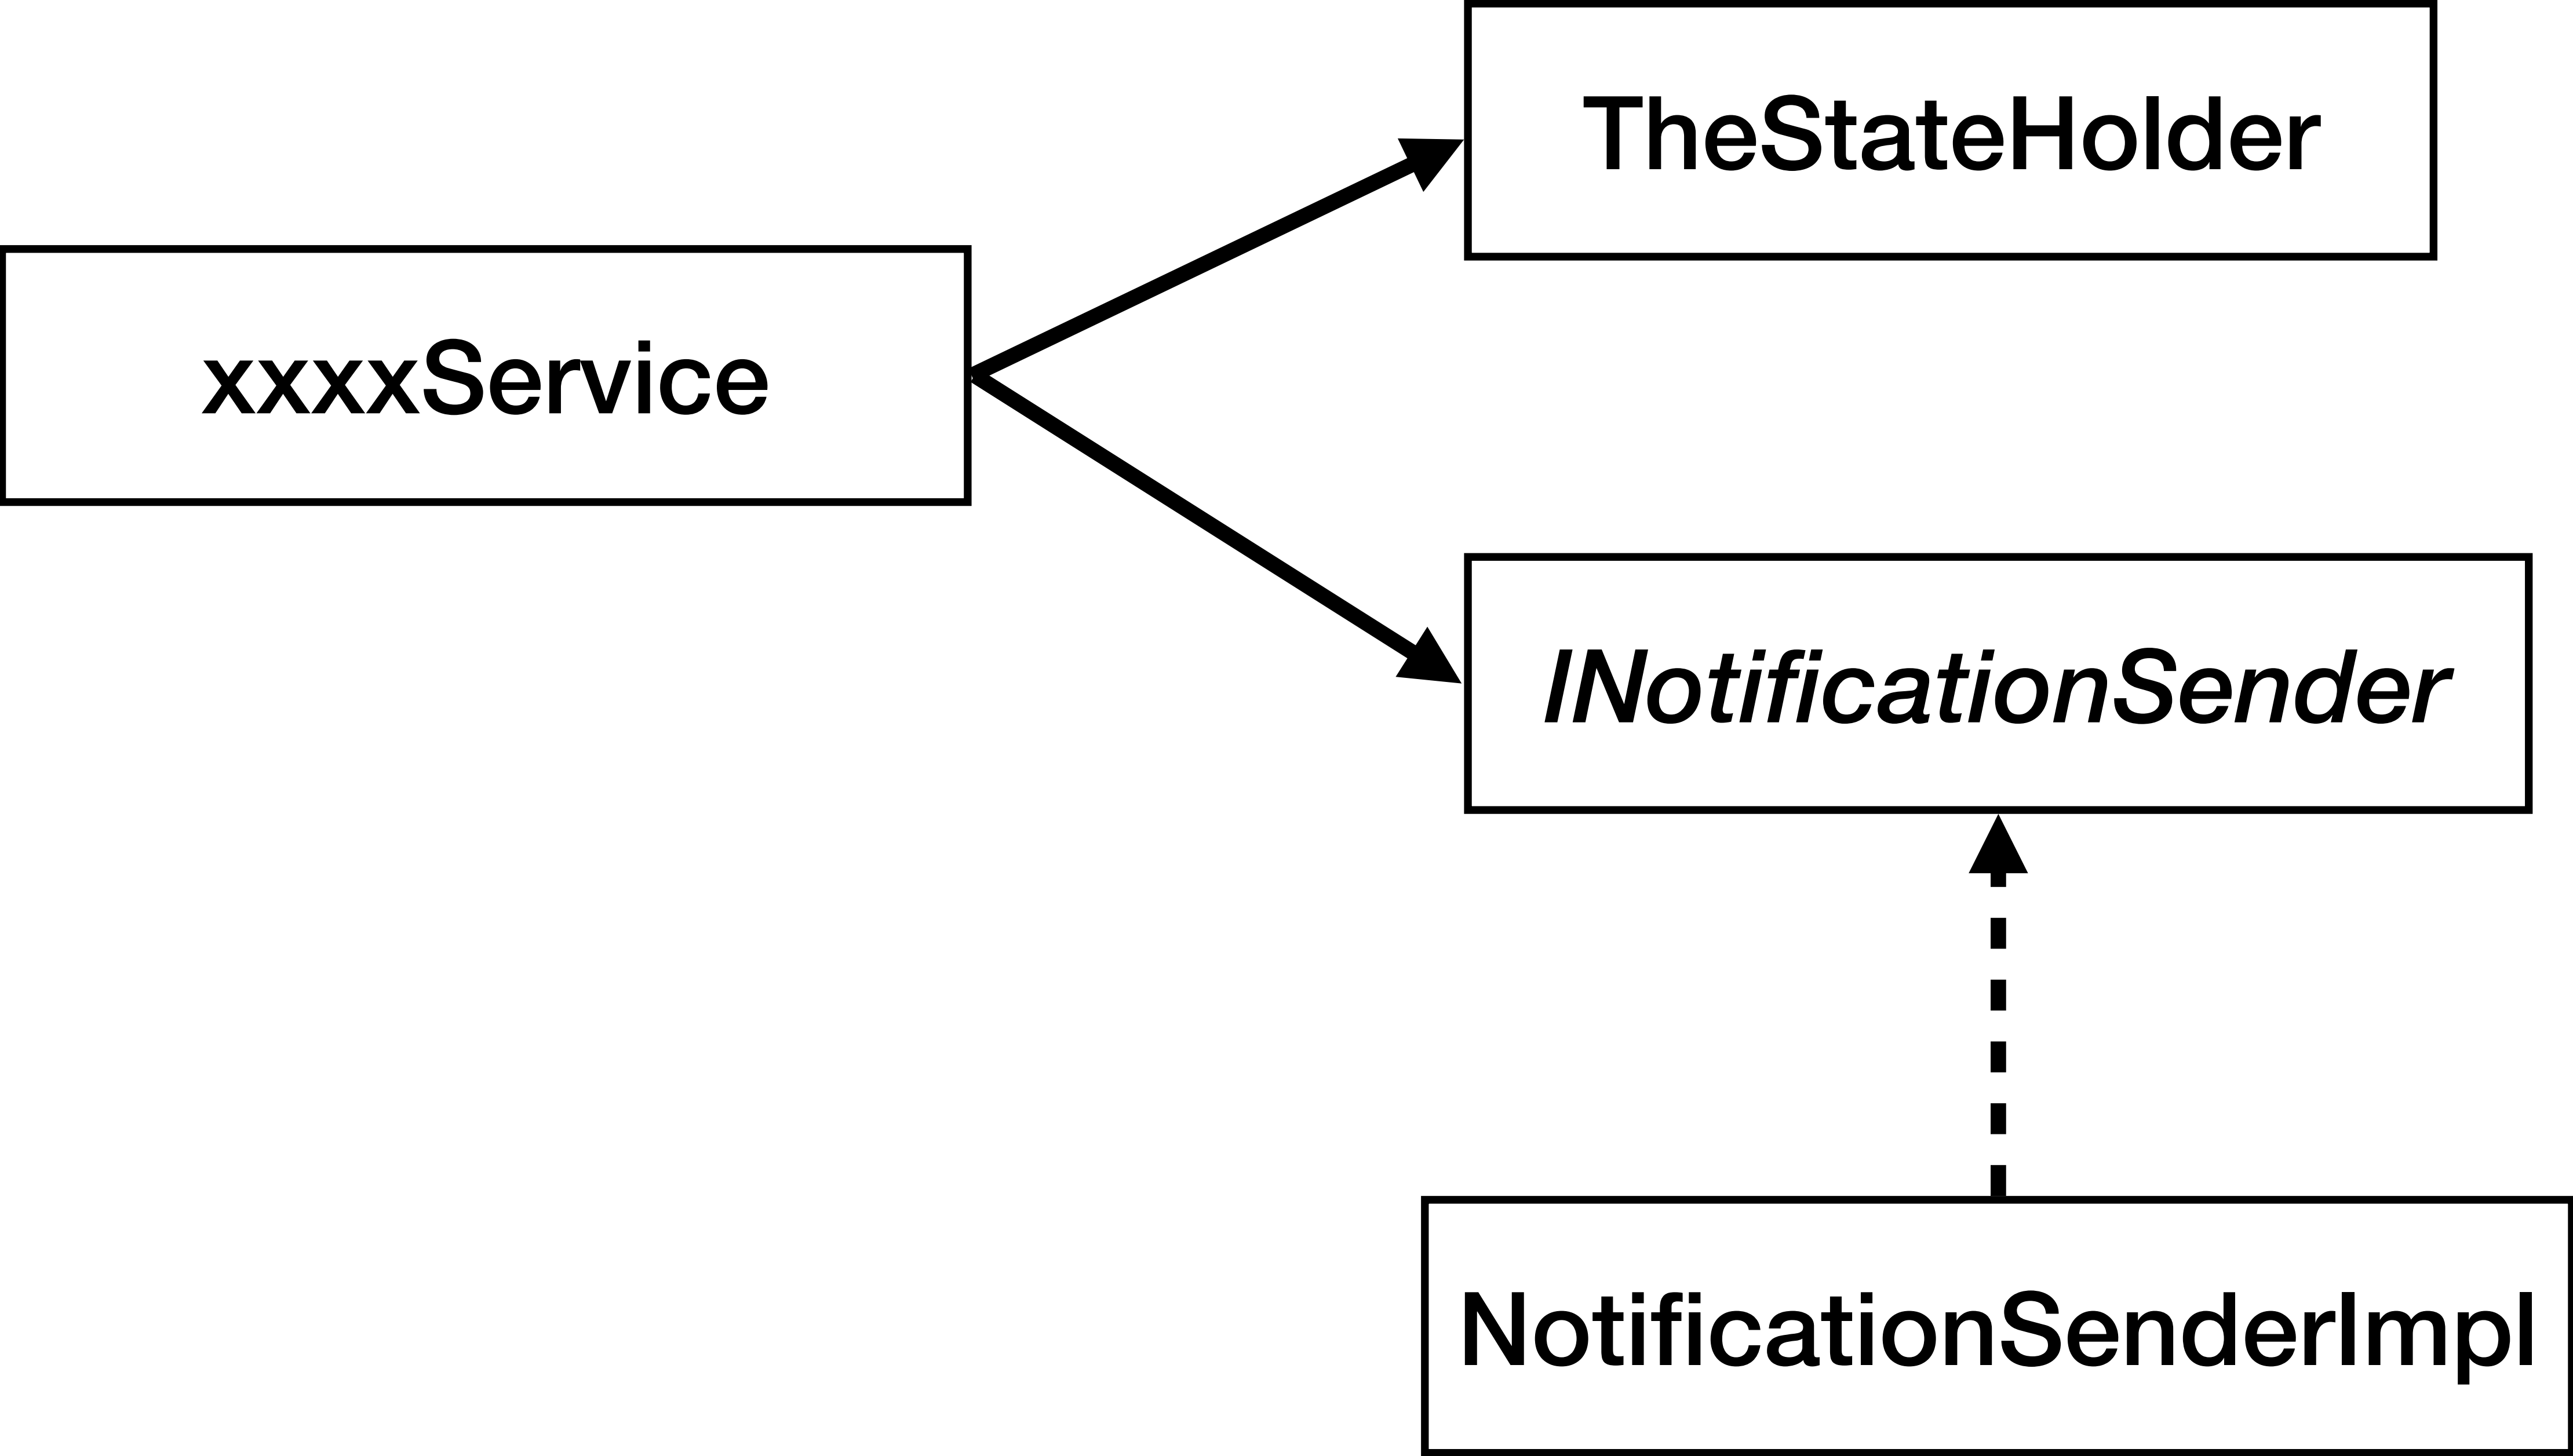 TheStateHolder
xxxxService
INotificationSender
NotificationSenderImpl